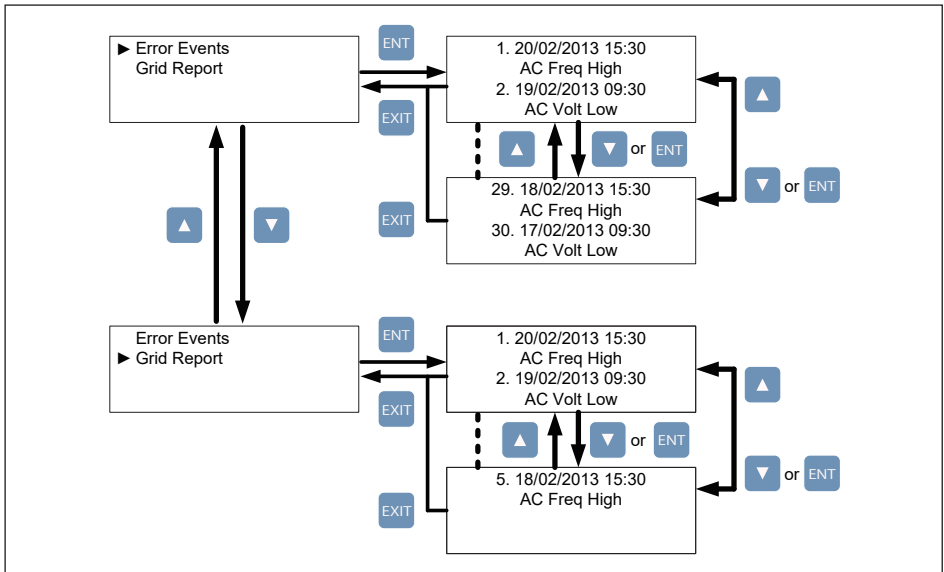 ► Error Events
Grid Report
ENT
EXIT
1. 20/02/2013 15:30
AC Freq High
2. 19/02/2013 09:30
AC Volt Low
▲
▼ or ENT
EXIT
29. 18/02/2013 15:30
AC Freq High
30. 17/02/2013 09:30
AC Volt Low
▲
▼ or ENT
▲
▼
Error Events
► Grid Report
ENT
EXIT
1. 20/02/2013 15:30
AC Freq High
2. 19/02/2013 09:30
AC Volt Low
▲
▼ or ENT
EXIT
5. 18/02/2013 15:30
AC Freq High
▲
▼ or ENT